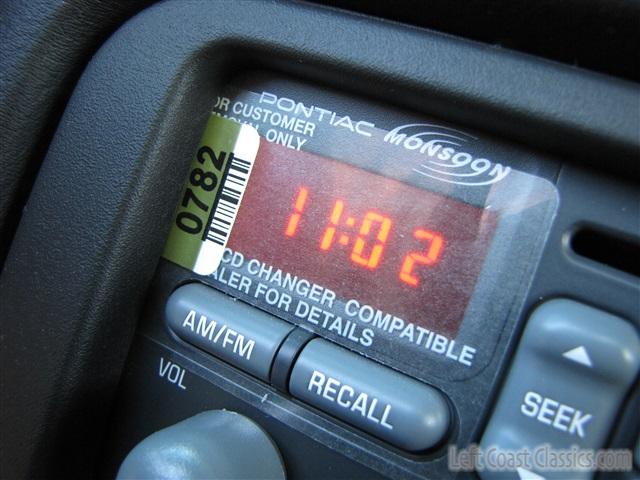 PONTIAC MONSOON
OR CUSTOMER
ONLY
0782
11:02
CD CHANGER COMPATIBLE
ALER FOR DETAILS
AM/FM
RECALL
VOL
SEEK
Left Coast Classics.com